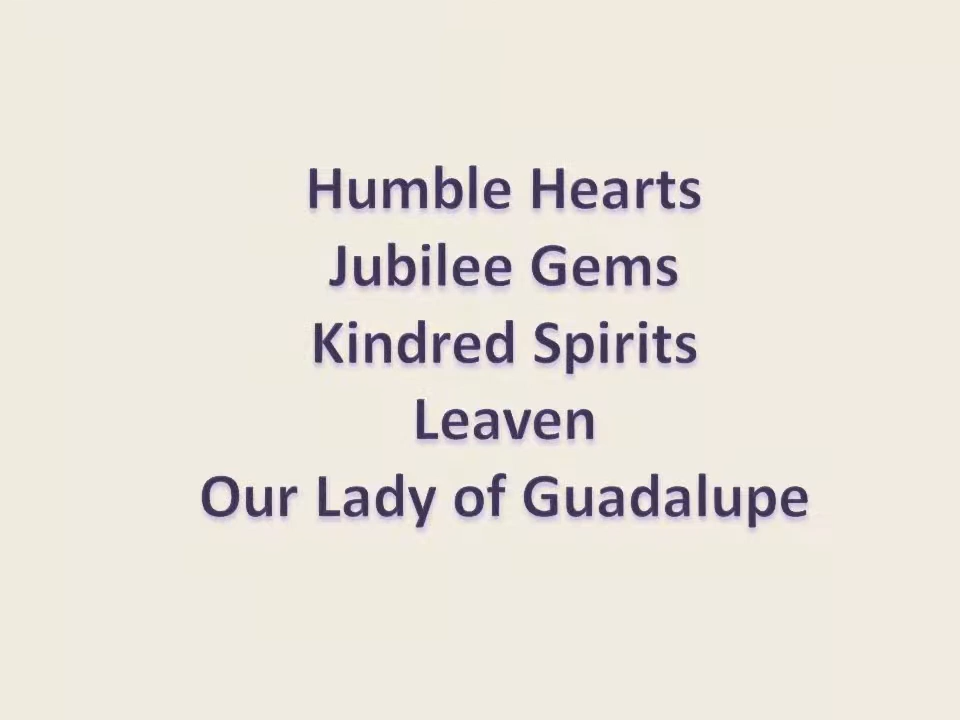 Humble Hearts
Jubilee Gems
Kindred Spirits
Leaven
Our Lady of Guadalupe